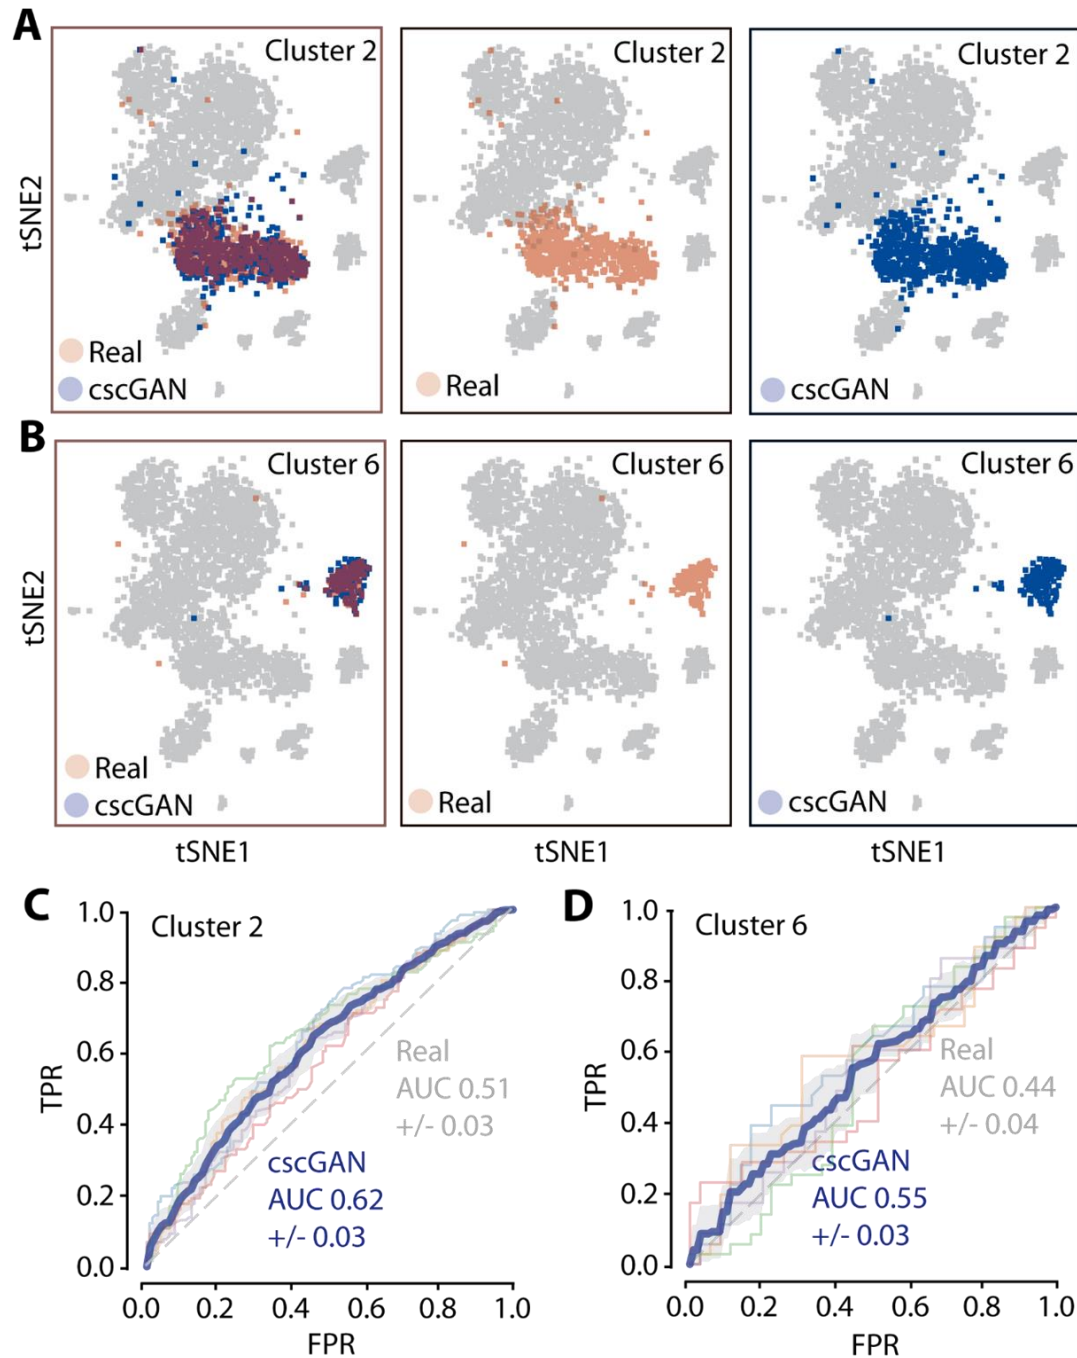 A
Cluster 2
Cluster 2
Cluster 2
tSNE2
Real
cscGAN
Real
cscGAN
B
Cluster 6
Cluster 6
Cluster 6
tSNE2
Real
cscGAN
Real
cscGAN
tSNE1
tSNE1
tSNE1
C
Cluster 2
1.0
0.8
0.6
0.4
0.2
0.0
TPR
Real
AUC 0.51
+/- 0.03
cscGAN
AUC 0.62
+/- 0.03
0.0
0.2
0.4
0.6
0.8
1.0
FPR
D
Cluster 6
1.0
0.8
0.6
0.4
0.2
0.0
TPR
Real
AUC 0.44
+/- 0.04
cscGAN
AUC 0.55
+/- 0.03
0.0
0.2
0.4
0.6
0.8
1.0
FPR